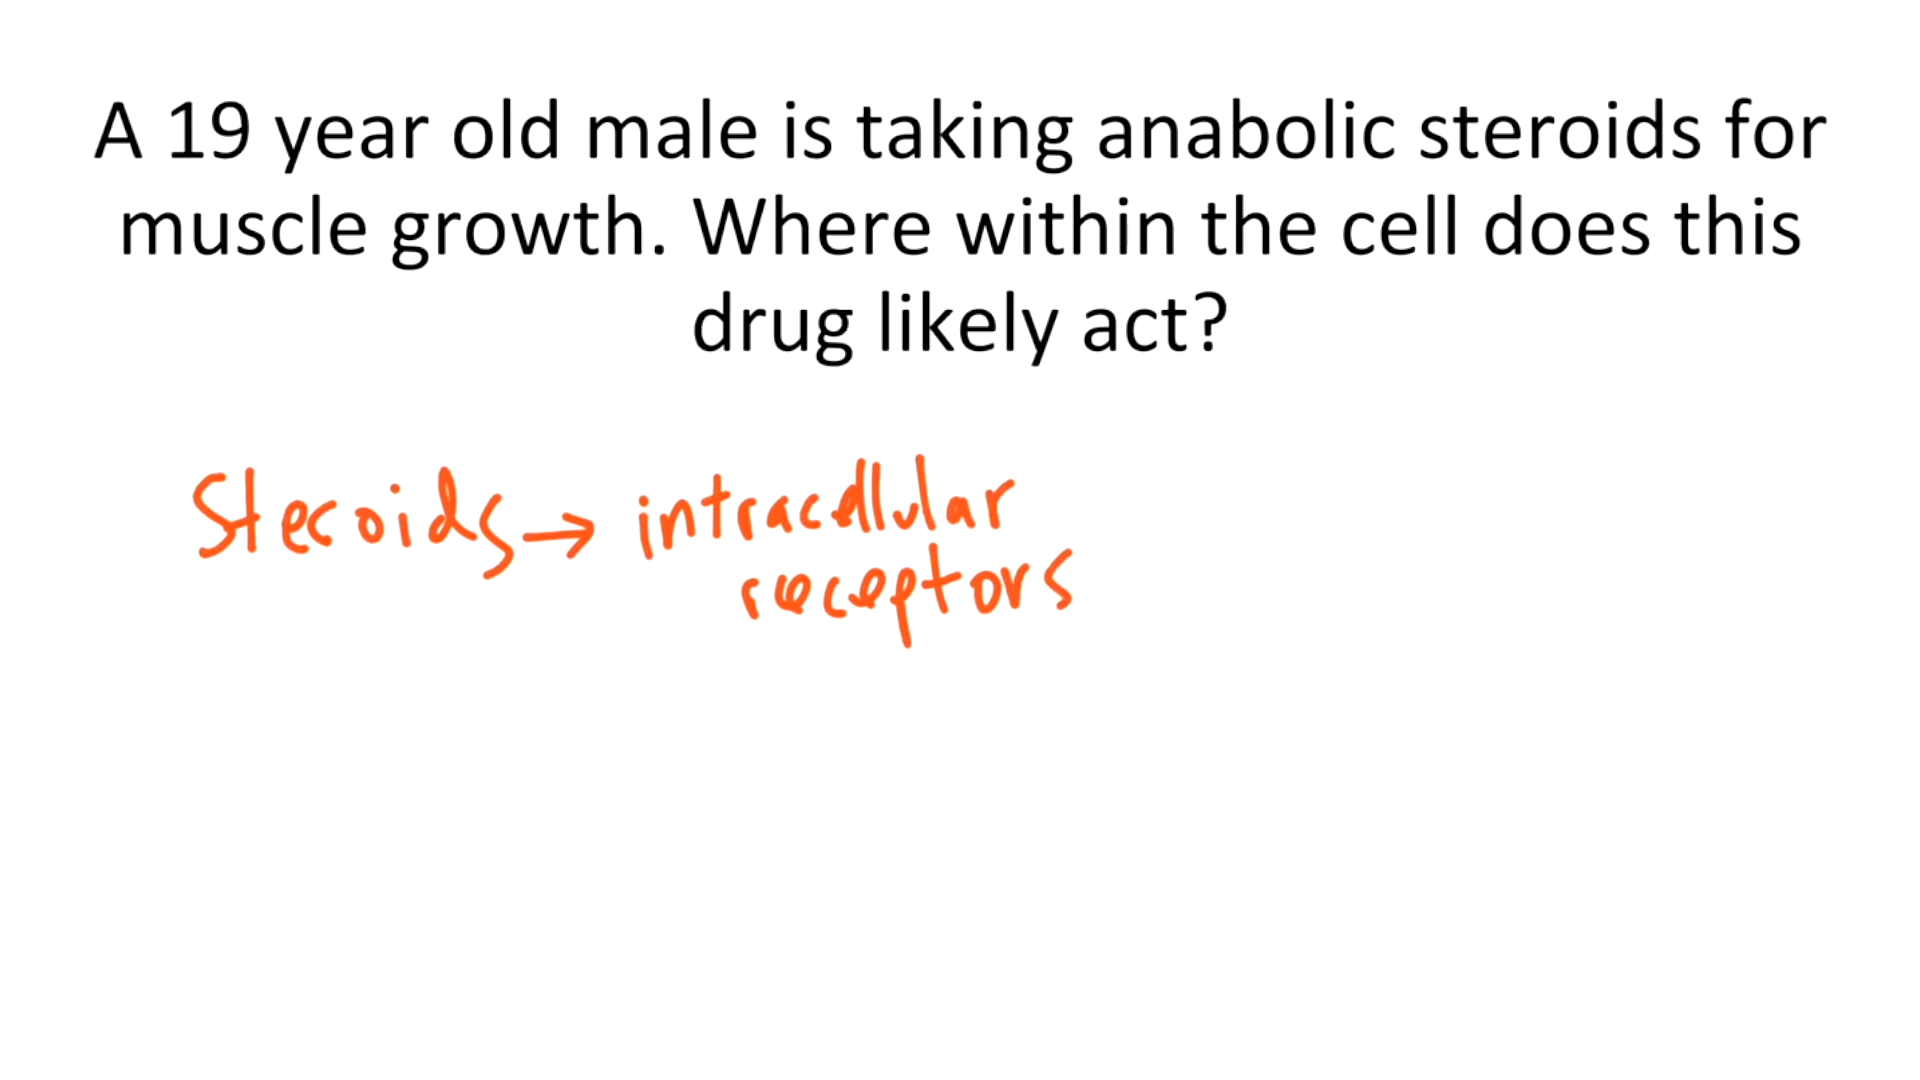 A 19 year old male is taking anabolic steroids for
muscle growth. Where within the cell does this
drug likely act?
Steroids → intracellular
receptors